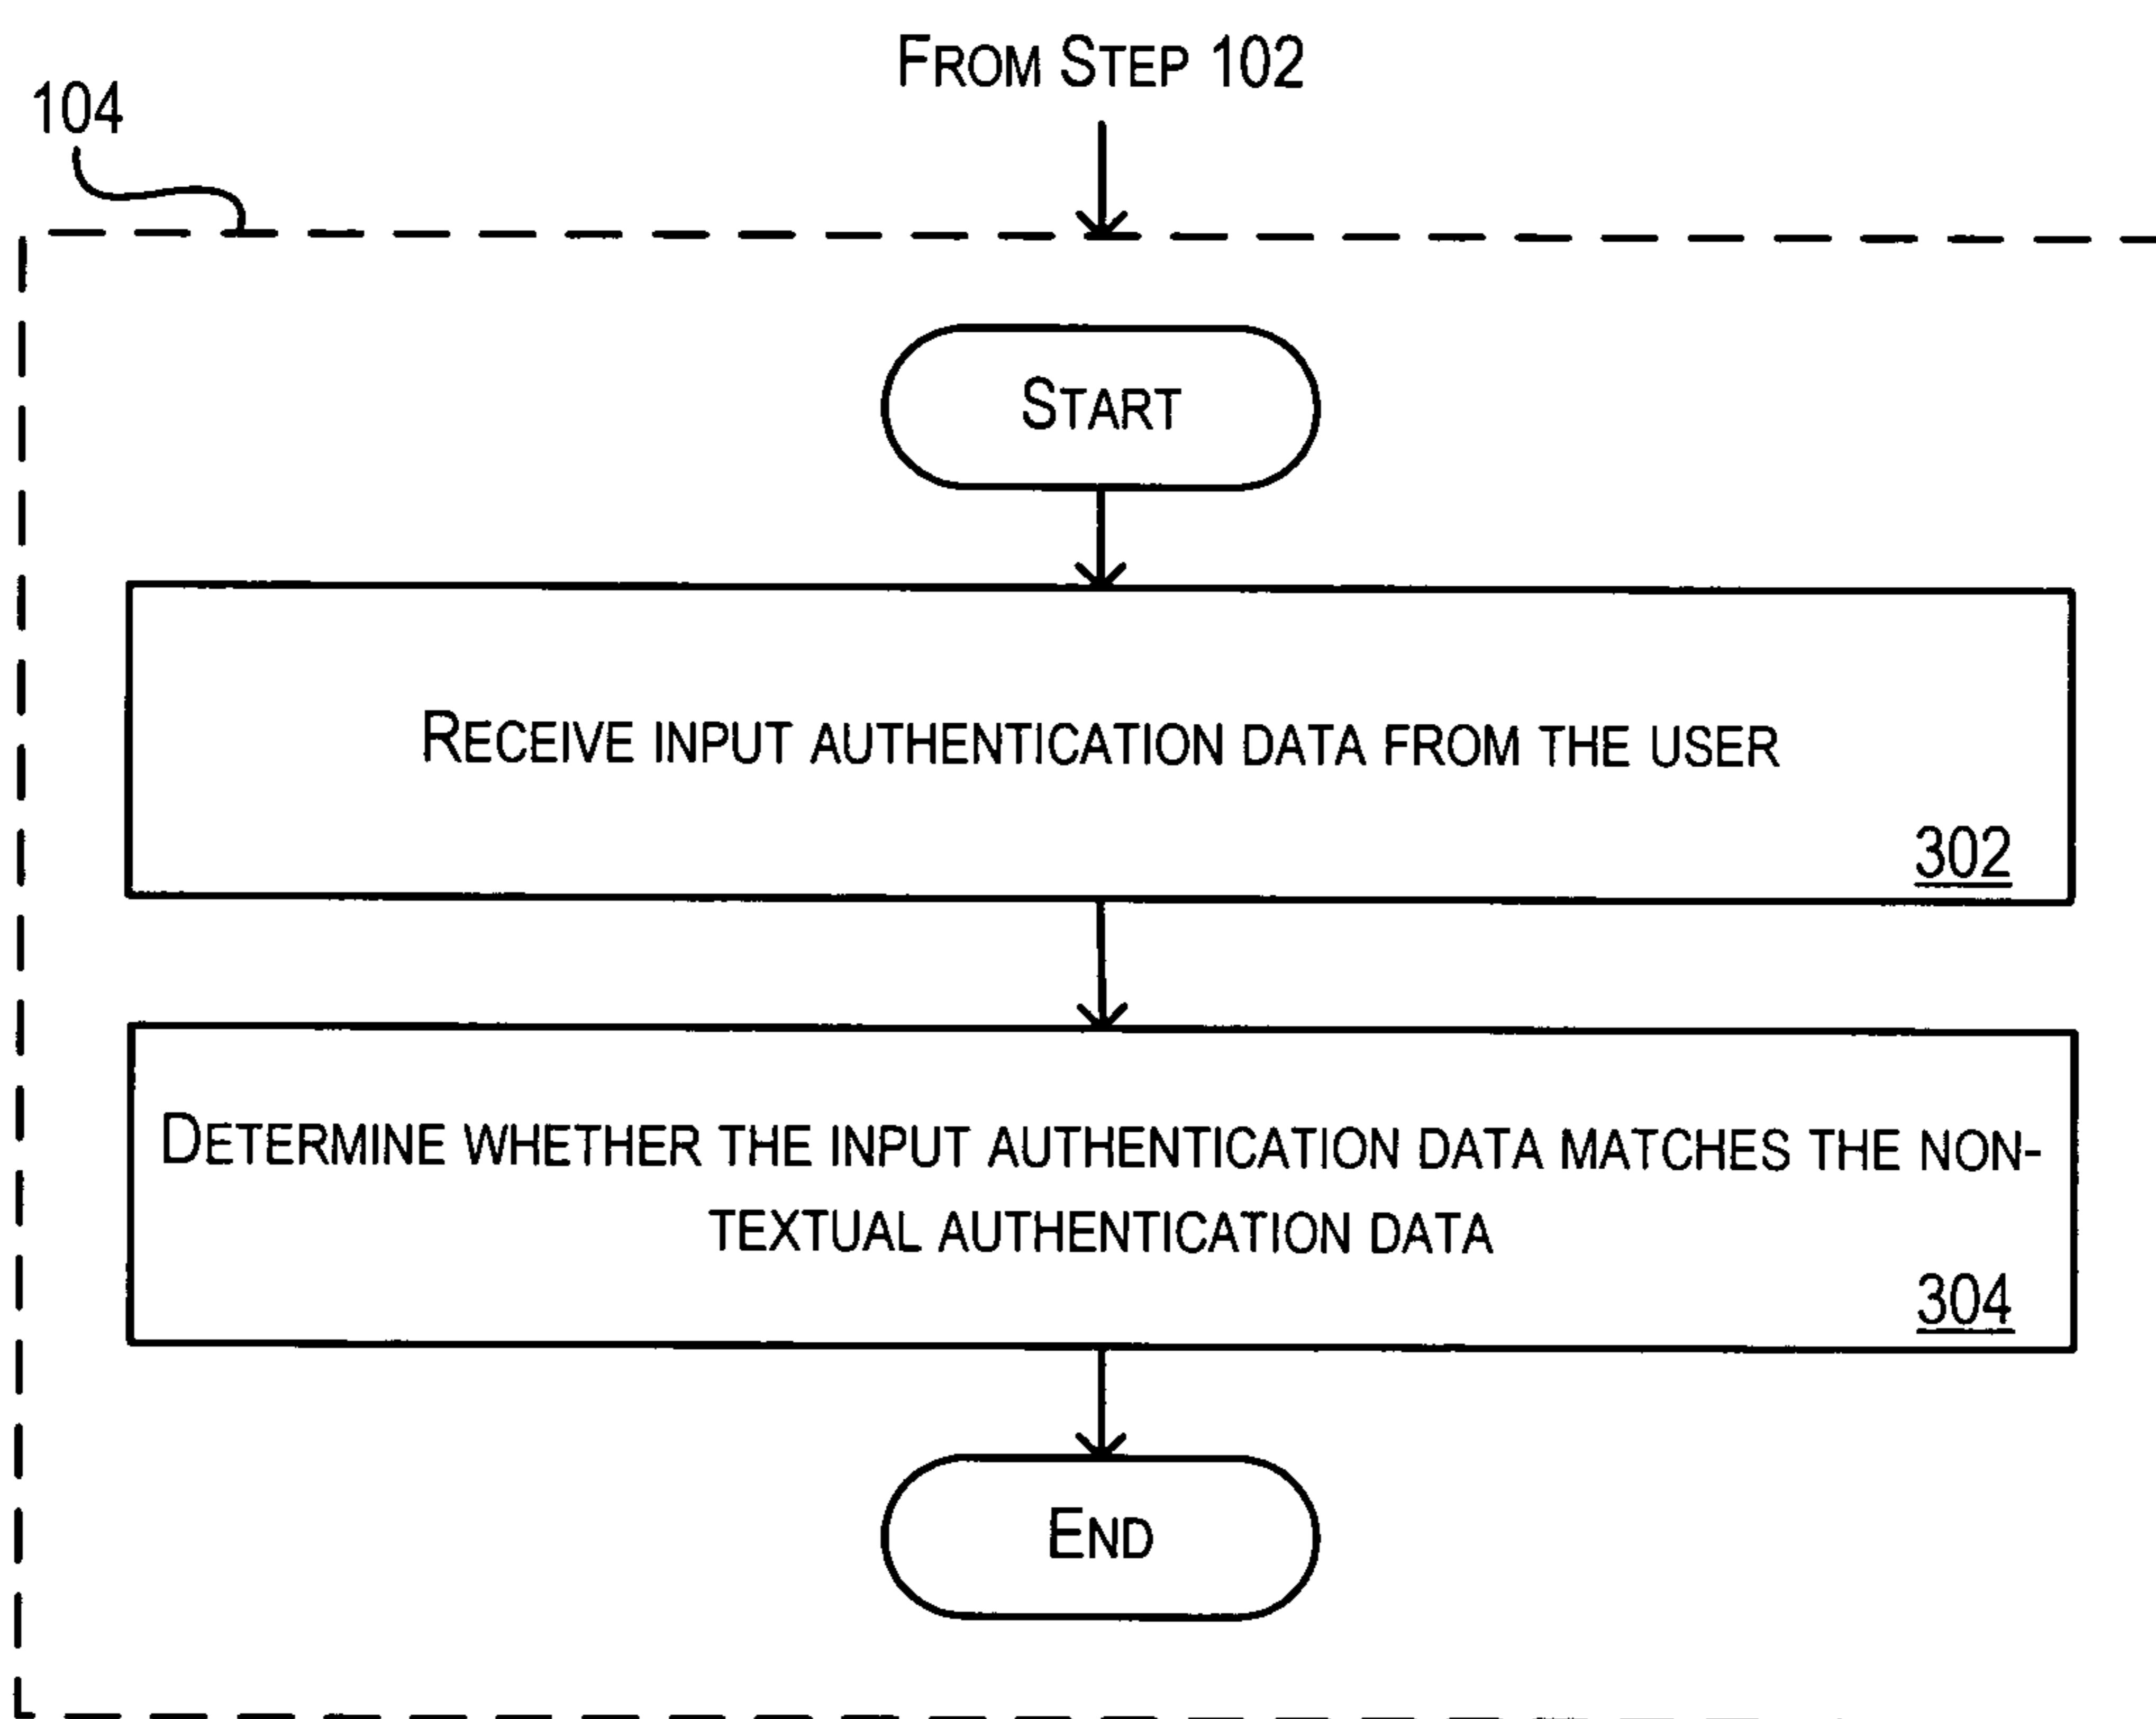 FROM STEP 102
104
START
RECEIVE INPUT AUTHENTICATION DATA FROM THE USER
302
DETERMINE WHETHER THE INPUT AUTHENTICATION DATA MATCHES THE NON-
TEXTUAL AUTHENTICATION DATA
304
END